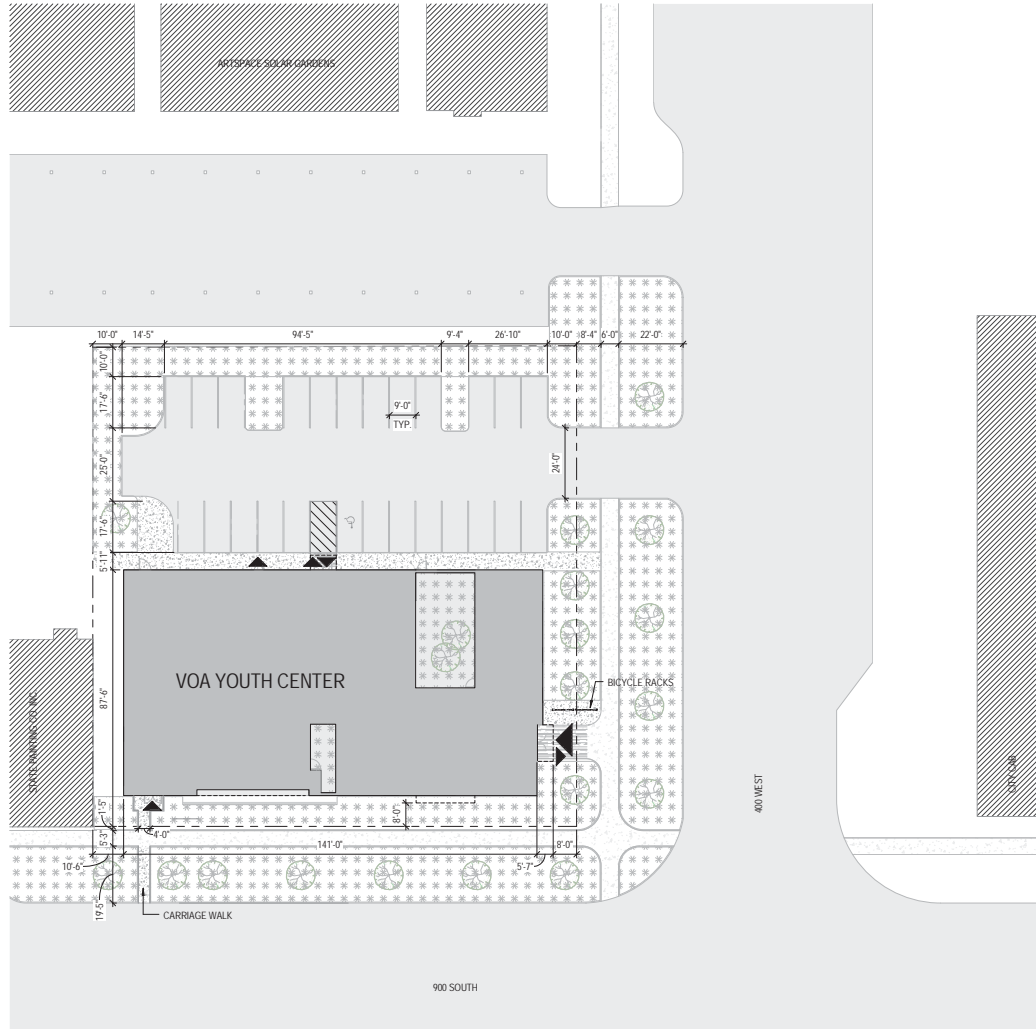 ARTSPACE SOLAR GARDENS
10'-0" 14'-5" 94'-5" 9'-4" 26'-10" 10'-0" 8'-4" 6'-0" 22'-0"
10'-0"
17'-6"
9'-0"
TYP.
25'-0"
24'-0"
17'-6"
5'-11"
VOA YOUTH CENTER
BICYCLE RACKS
87'-6"
STATE PAINTING CO. INC.
CITY CAB
400 WEST
8'-0"
4'-0"
5'-3"
141'-0"
10'-6"
5'-7"
8'-0"
19'-5"
CARRIAGE WALK
900 SOUTH